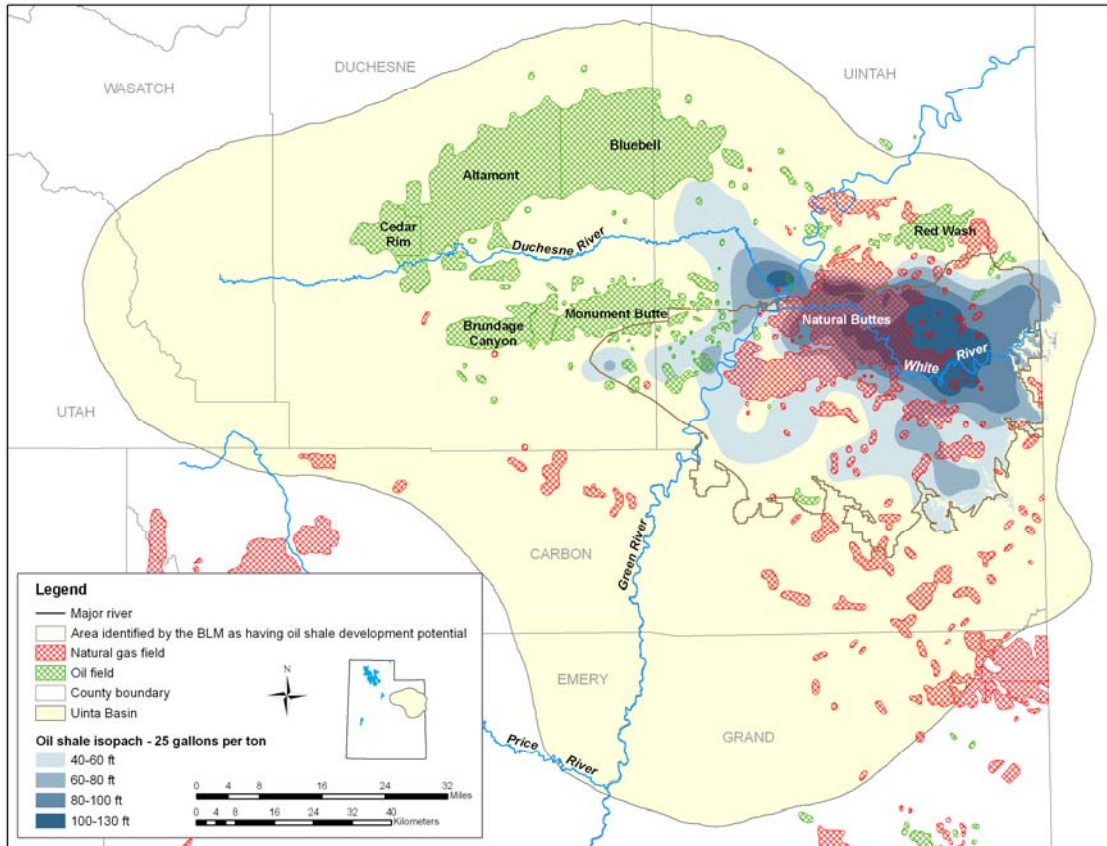 DUCHESNE
UINTAH
WASATCH
Bluebell
Altamont
Cedar
Rim
Red Wash
Duchesne River
Monument Butte
Natural Buttes
Brundage
Canyon
White River
UTAH
CARBON
Green River
EMERY
GRAND
Price River
Legend
Major river
Area identified by the BLM as having oil shale development potential
Natural gas field
Oil field
County boundary
Uinta Basin
Oil shale isopach - 25 gallons per ton
40-60 ft
60-80 ft
80-100 ft
100-130 ft
N
0 4 8 16 24 32
Miles
0 4 8 16 24 32 40
Kilometers